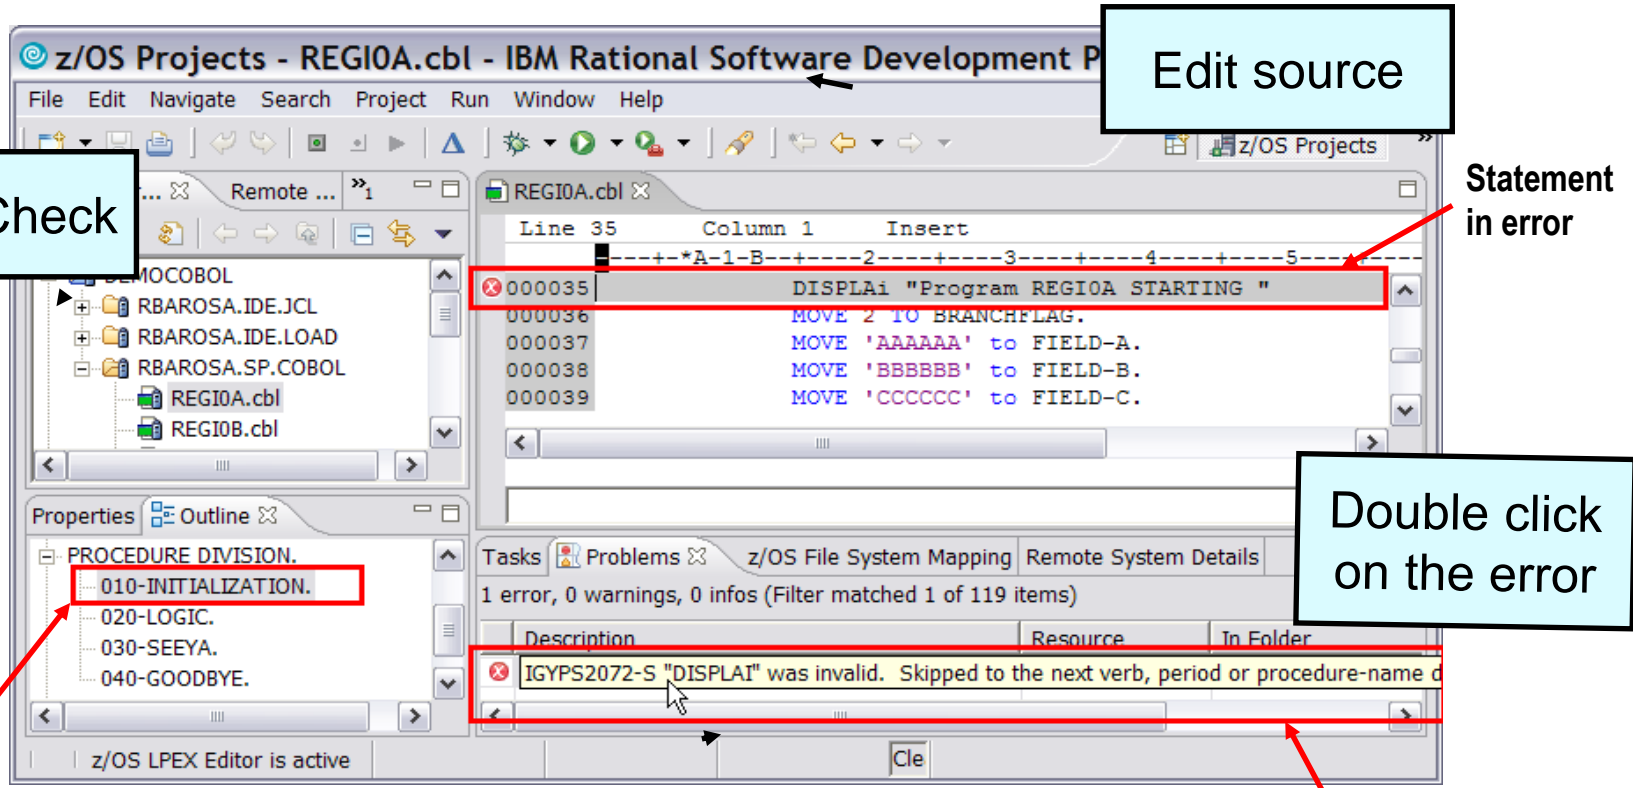 z/OS Projects - REGI0A.cbl - IBM Rational Software Development P
Edit source
File Edit Navigate Search Project Run Window Help
z/OS Projects
Check
... Remote ... »1
REGI0A.cbl
Statement
in error
Line 35 Column 1 Insert
----+-*A-1-B--+----2----+----3----+----4----+----5----+----
DEMOCOBOL
RBAROSA.IDE.JCL
RBAROSA.IDE.LOAD
RBAROSA.SP.COBOL
REGI0A.cbl
REGI0B.cbl
000035 DISPLAi "Program REGI0A STARTING "
000036 MOVE 2 TO BRANCHFLAG.
000037 MOVE 'AAAAAA' to FIELD-A.
000038 MOVE 'BBBBBB' to FIELD-B.
000039 MOVE 'CCCCCC' to FIELD-C.
Double click
on the error
Properties Outline
PROCEDURE DIVISION.
010-INITIALIZATION.
020-LOGIC.
030-SEEYA.
040-GOODBYE.
Tasks Problems z/OS File System Mapping Remote System Details
1 error, 0 warnings, 0 infos (Filter matched 1 of 119 items)
Description Resource In Folder
IGYPS2072-S "DISPLAI" was invalid. Skipped to the next verb, period or procedure-name d
z/OS LPEX Editor is active
Cle